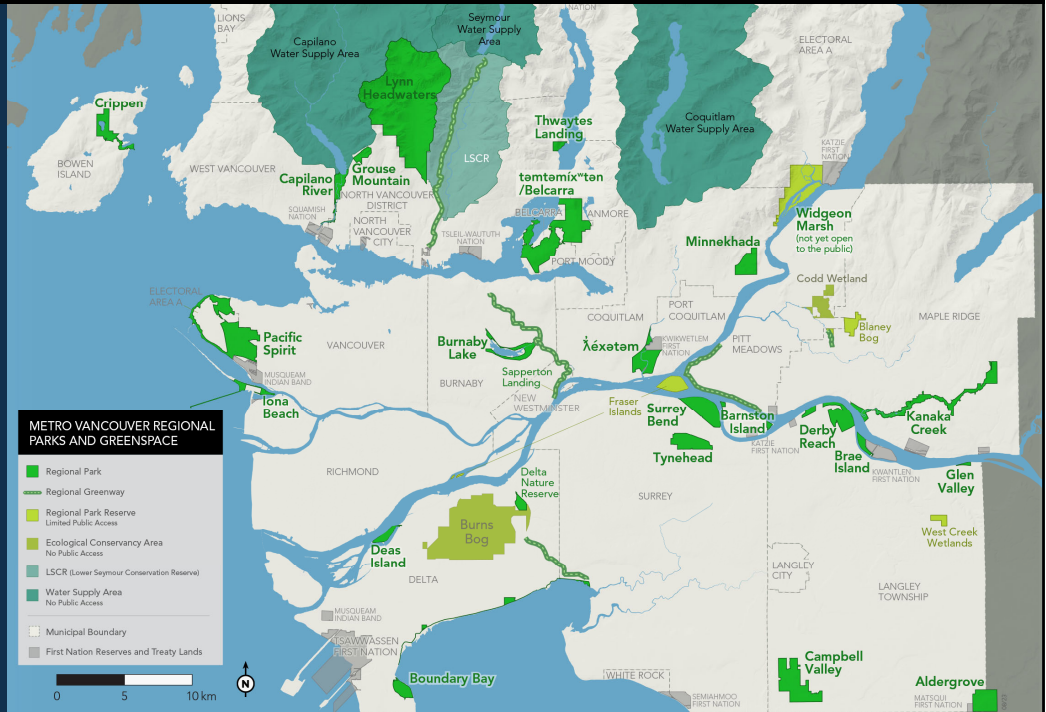 LIONS
BAY
Capilano
Water Supply Area
Seymour
Water Supply
Area
NATION
ELECTORAL
AREA A
Lynn
Headwaters
Crippen
Thwaytes
Landing
Coquitlam
Water Supply Area
KATZIE
FIRST
NATION
BOWEN
ISLAND
WEST VANCOUVER
LSCR
Capilano
River
Grouse
Mountain
NORTH VANCOUVER
DISTRICT
təmtəmíxʷtən
/Belcarra
SQUAMISH
NATION
NORTH
VANCOUVER
CITY
TSLEIL-WAUTUTH
NATION
BELCARRA
ANMORE
PORT MOODY
Widgeon
Marsh
(not yet open
to the public)
Minnekhada
Codd Wetland
ELECTORAL
AREA A
Pacific
Spirit
VANCOUVER
Burnaby
Lake
COQUITLAM
PORT
COQUITLAM
ƛ̓éxətəm
KWIKWETLEM
FIRST
NATION
PITT
MEADOWS
Blaney
Bog
MAPLE RIDGE
MUSQUEAM
INDIAN BAND
Iona
Beach
BURNABY
Sapperton
Landing
NEW
WESTMINSTER
Fraser
Islands
Surrey
Bend
Barnston
Island
Tynehead
KATZIE
FIRST NATION
Derby
Reach
Brae
Island
Kanaka
Creek
KWANTLEN
FIRST NATION
Glen
Valley
METRO VANCOUVER REGIONAL
PARKS AND GREENSPACE
Regional Park
Regional Greenway
Regional Park Reserve
Limited Public Access
Ecological Conservancy Area
No Public Access
LSCR (Lower Seymour Conservation Reserve)
Water Supply Area
No Public Access
Municipal Boundary
First Nation Reserves and Treaty Lands
RICHMOND
Delta
Nature
Reserve
SURREY
Burns
Bog
Deas
Island
DELTA
West Creek
Wetlands
LANGLEY
CITY
LANGLEY
TOWNSHIP
MUSQUEAM
INDIAN BAND
TSAWWASSEN
FIRST NATION
Boundary Bay
WHITE ROCK
SEMIAHMOO
FIRST NATION
Campbell
Valley
Aldergrove
MATSQUI
FIRST NATION
0
5
10 km
N